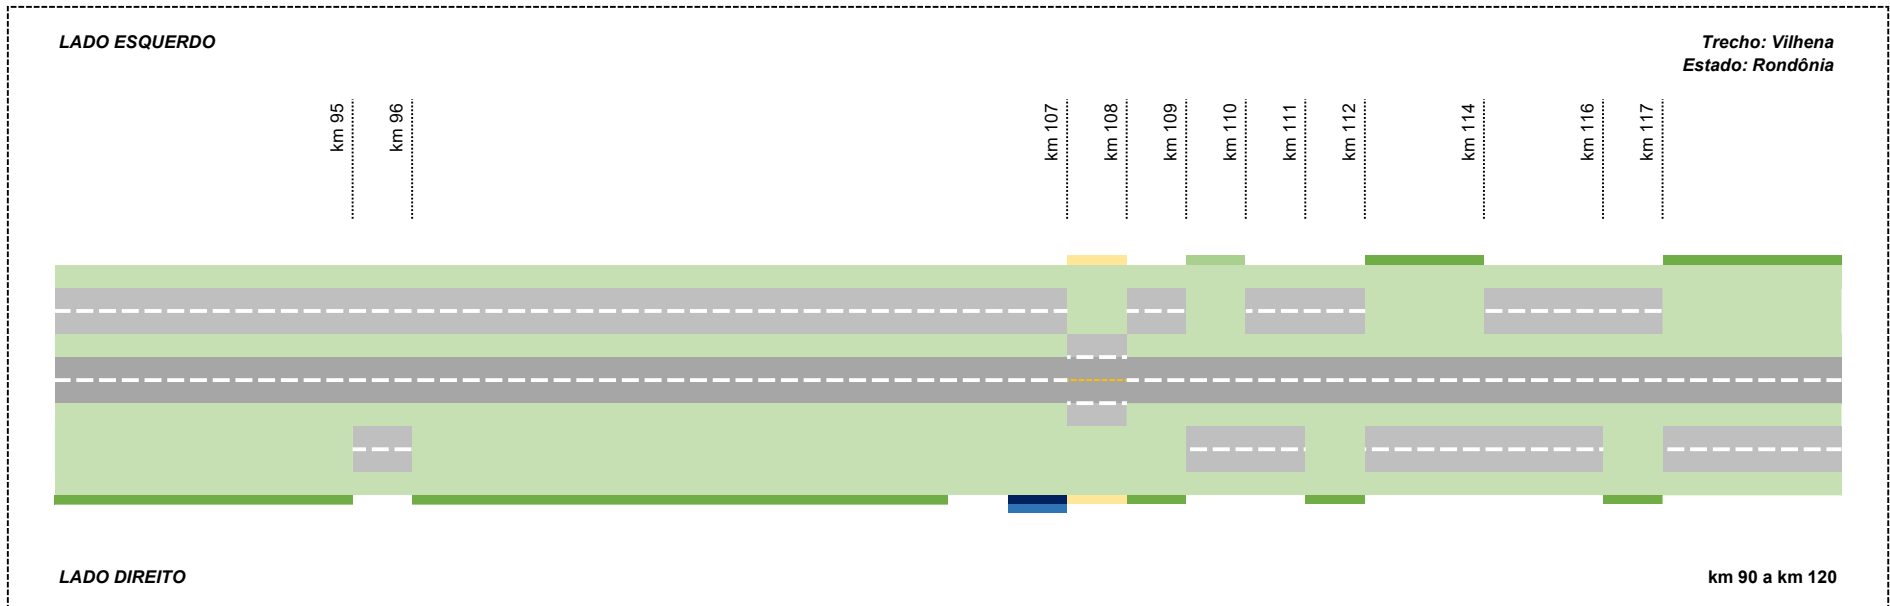 LADO ESQUERDO
Trecho: Vilhena
Estado: Rondônia
km 95
km 96
km 107
km 108
km 109
km 110
km 111
km 112
km 114
km 116
km 117
LADO DIREITO
km 90 a km 120